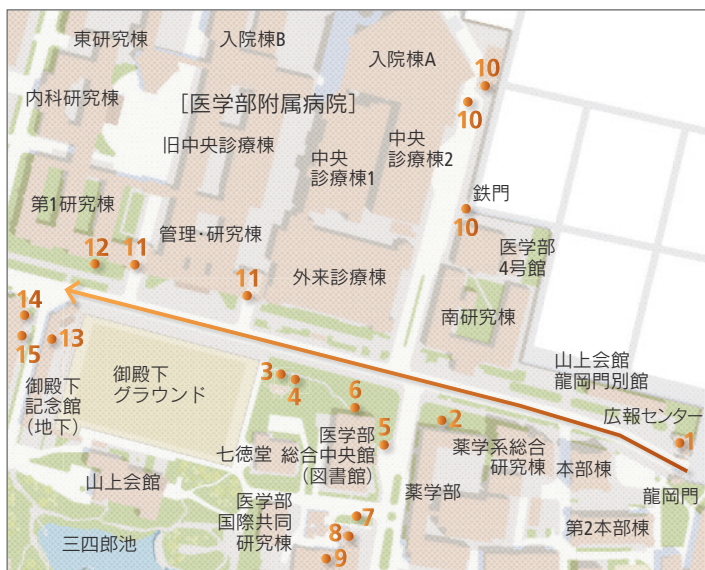 東研究棟
入院棟B
入院棟A
10
内科研究棟
[医学部附属病院]
10
旧中央診療棟
中央
診療棟1
中央
診療棟2
第1研究棟
鉄門
10
管理・研究棟
医学部
4号館
12
11
外来診療棟
11
南研究棟
14
15
13
山上会館
龍岡門別館
御殿下
記念館
(地下)
御殿下
グラウンド
3
4
6
5
2
広報センター
1
七徳堂
医学部
総合中央館
(図書館)
薬学系総合
研究棟
本部棟
山上会館
薬学部
龍岡門
医学部
国際共同
研究棟
7
8
9
第2本部棟
三四郎池